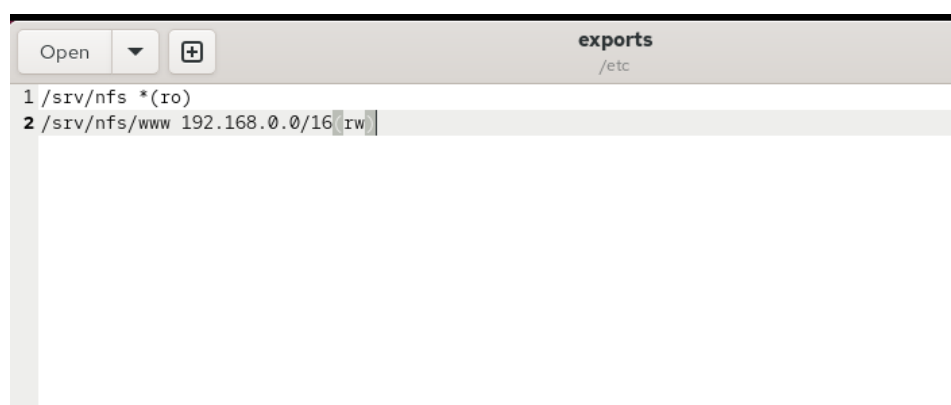 Open
exports
/etc
1 /srv/nfs *(ro)
2 /srv/nfs/www 192.168.0.0/16(rw)